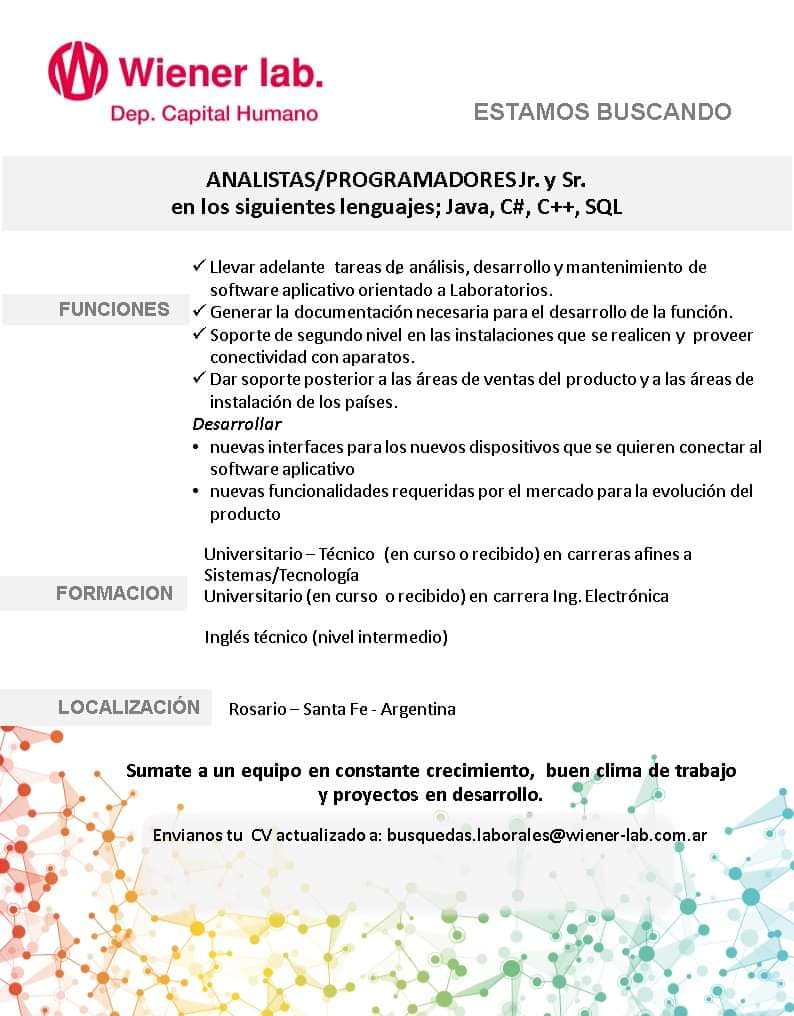 Wiener lab.
Dep. Capital Humano
ESTAMOS BUSCANDO
ANALISTAS/PROGRAMADORES Jr. y Sr.
en los siguientes lenguajes; Java, C#, C++, SQL
FUNCIONES
✓ Llevar adelante tareas de análisis, desarrollo y mantenimiento de
software aplicativo orientado a Laboratorios.
✓ Generar la documentación necesaria para el desarrollo de la función.
✓ Soporte de segundo nivel en las instalaciones que se realicen y proveer
conectividad con aparatos.
✓ Dar soporte posterior a las áreas de ventas del producto y a las áreas de
instalación de los países.
Desarrollar
• nuevas interfaces para los nuevos dispositivos que se quieren conectar al
software aplicativo
• nuevas funcionalidades requeridas por el mercado para la evolución del
producto
FORMACION
Universitario – Técnico (en curso o recibido) en carreras afines a
Sistemas/Tecnología
Universitario (en curso o recibido) en carrera Ing. Electrónica
Inglés técnico (nivel intermedio)
LOCALIZACIÓN
Rosario – Santa Fe - Argentina
Sumate a un equipo en constante crecimiento, buen clima de trabajo
y proyectos en desarrollo.
Envianos tu CV actualizado a: busquedas.laborales@wiener-lab.com.ar